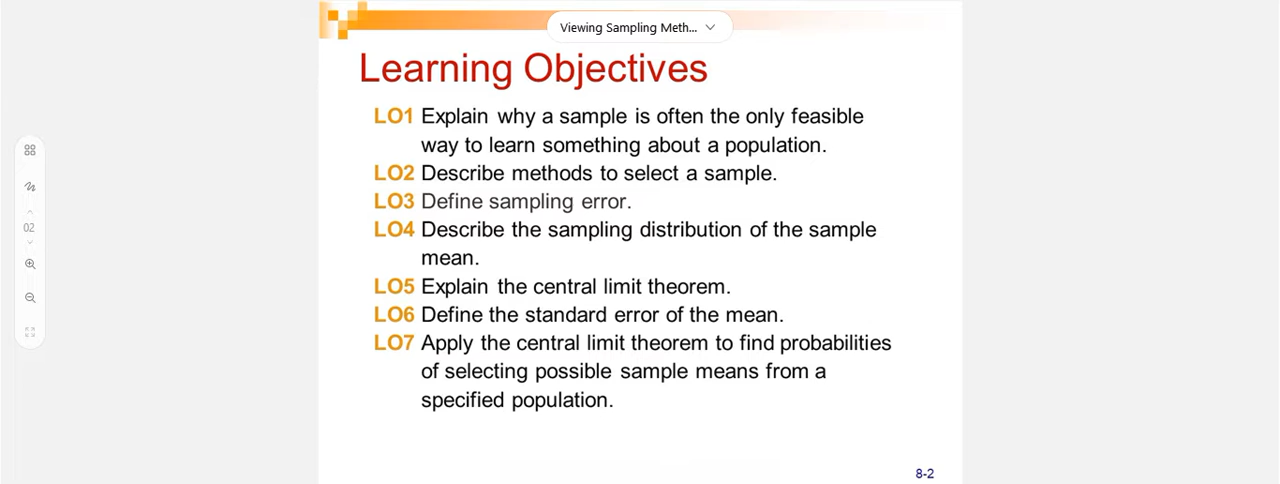 Viewing Sampling Meth...
Learning Objectives
LO1 Explain why a sample is often the only feasible
way to learn something about a population.
LO2 Describe methods to select a sample.
LO3 Define sampling error.
LO4 Describe the sampling distribution of the sample
mean.
LO5 Explain the central limit theorem.
LO6 Define the standard error of the mean.
LO7 Apply the central limit theorem to find probabilities
of selecting possible sample means from a
specified population.
02
8-2